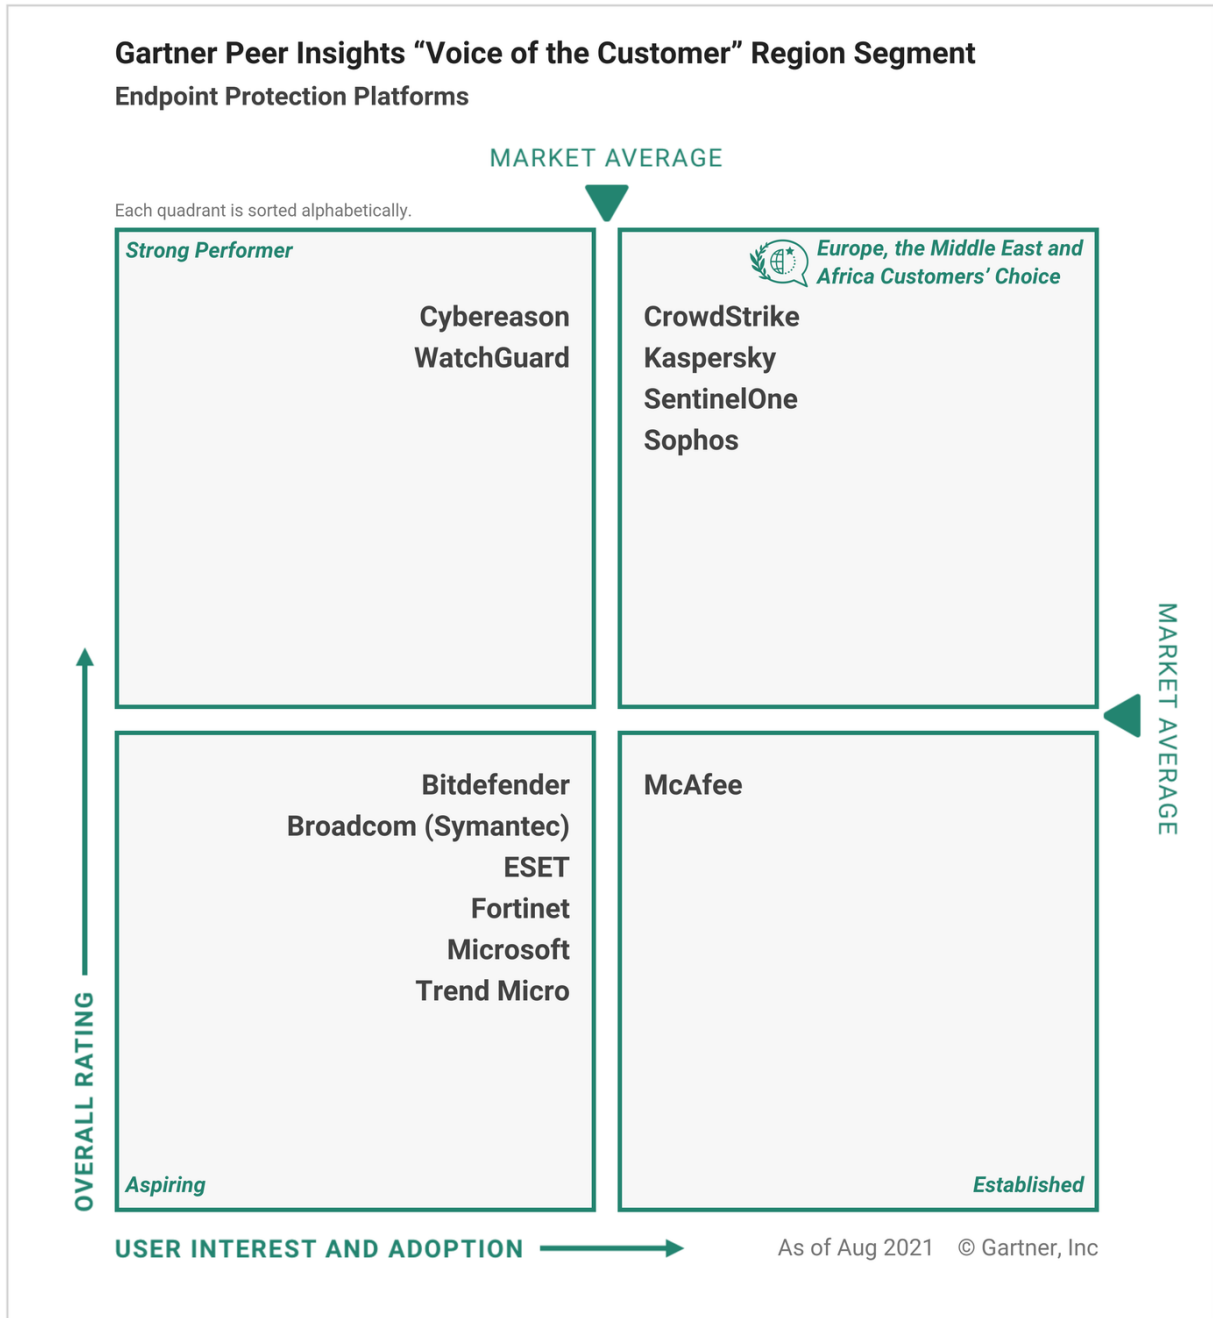 Gartner Peer Insights “Voice of the Customer” Region Segment
Endpoint Protection Platforms
MARKET AVERAGE
Each quadrant is sorted alphabetically.
Strong Performer
Cybereason
WatchGuard
Europe, the Middle East and
Africa Customers’ Choice
CrowdStrike
Kaspersky
SentinelOne
Sophos
MARKET AVERAGE
Bitdefender
Broadcom (Symantec)
ESET
Fortinet
Microsoft
Trend Micro
Aspiring
McAfee
Established
OVERALL RATING
USER INTEREST AND ADOPTION
As of Aug 2021 © Gartner, Inc